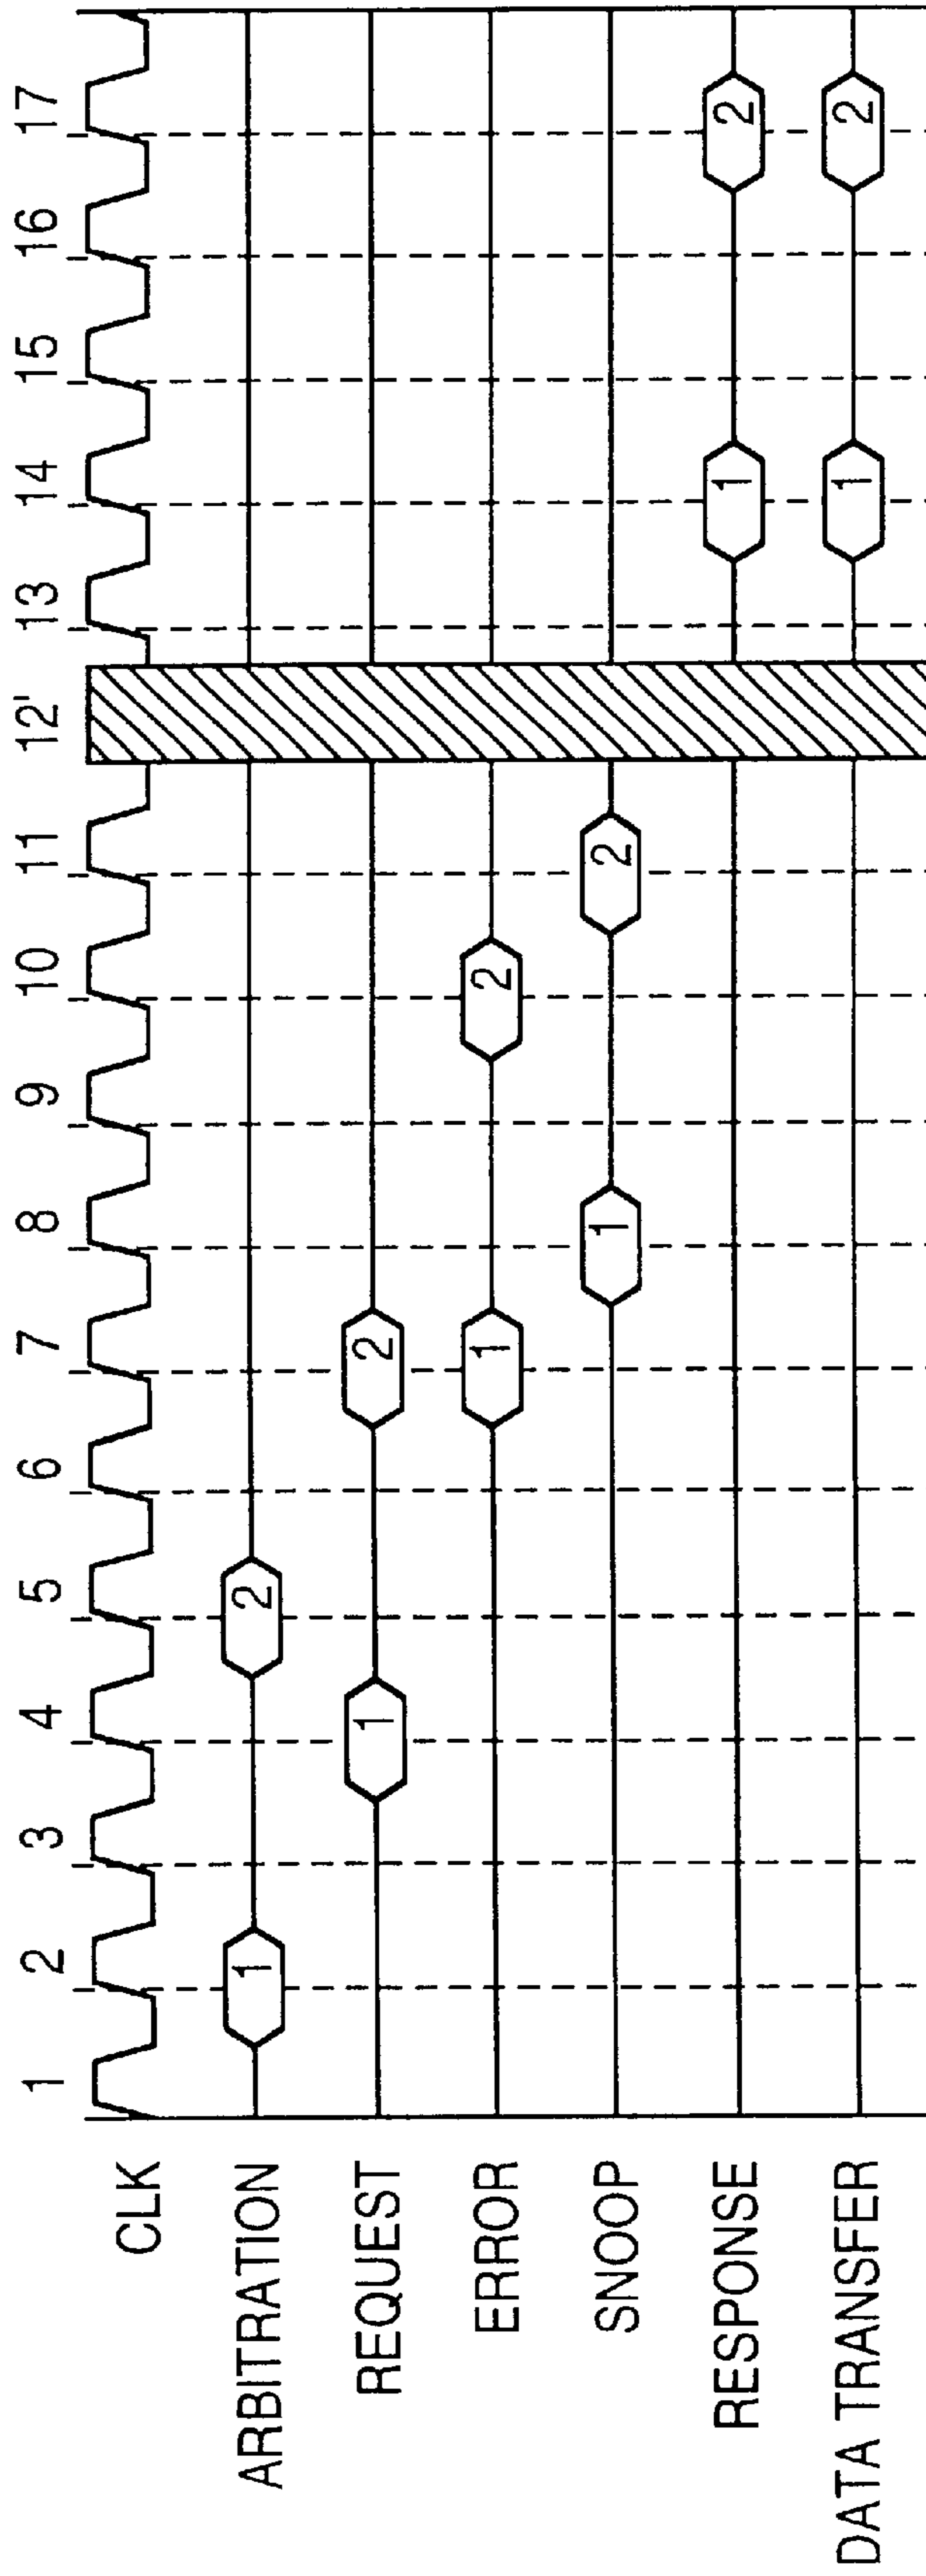 1 2 3 4 5 6 7 8 9 10 11 12' 13 14 15 16 17
CLK
ARBITRATION 1 2
REQUEST 1 2
ERROR 1 2
SNOOP 1 2
RESPONSE 1 2
DATA TRANSFER 1 2